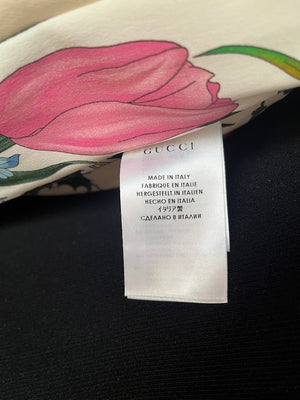 GUCCI
MADE IN ITALY
FABRIQUÉ EN ITALIE
HERGESTELLT IN ITALIEN
HECHO EN ITALIA
イタリア製
СДЕЛАНО В ИТАЛИИ